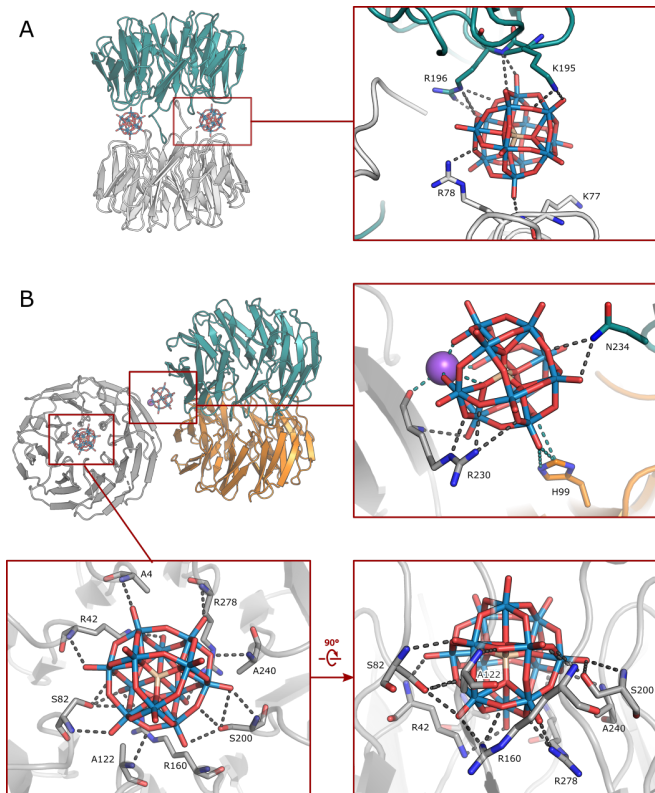 A
R196
K195
R78
K77
B
N234
R230
H99
A4
R278
R42
A240
S82
S200
A122
R160
90°
S82
A122
S200
R42
A240
R160
R278